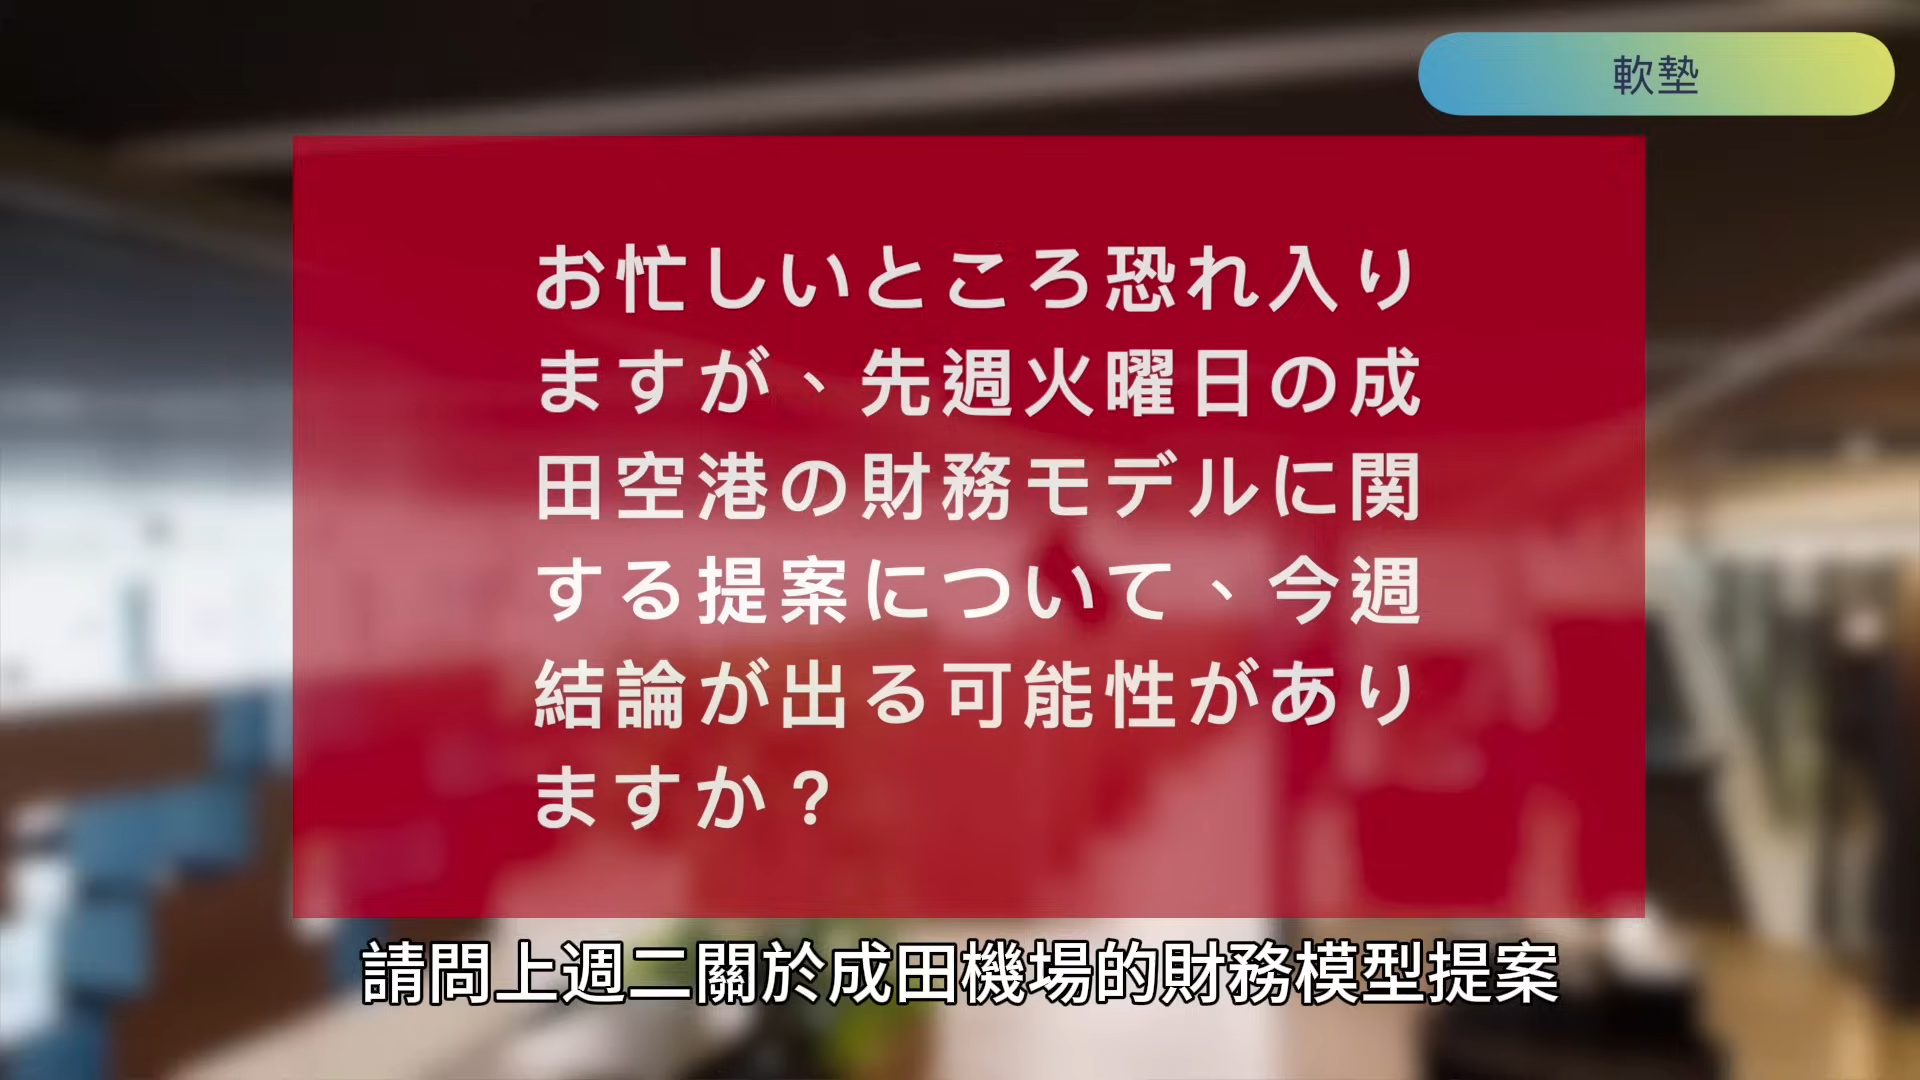 軟墊
お忙しいところ恐れ入り
ますが、先週火曜日の成
田空港の財務モデルに関
する提案について、今週
結論が出る可能性があり
ますか？
請問上週二關於成田機場的財務模型提案